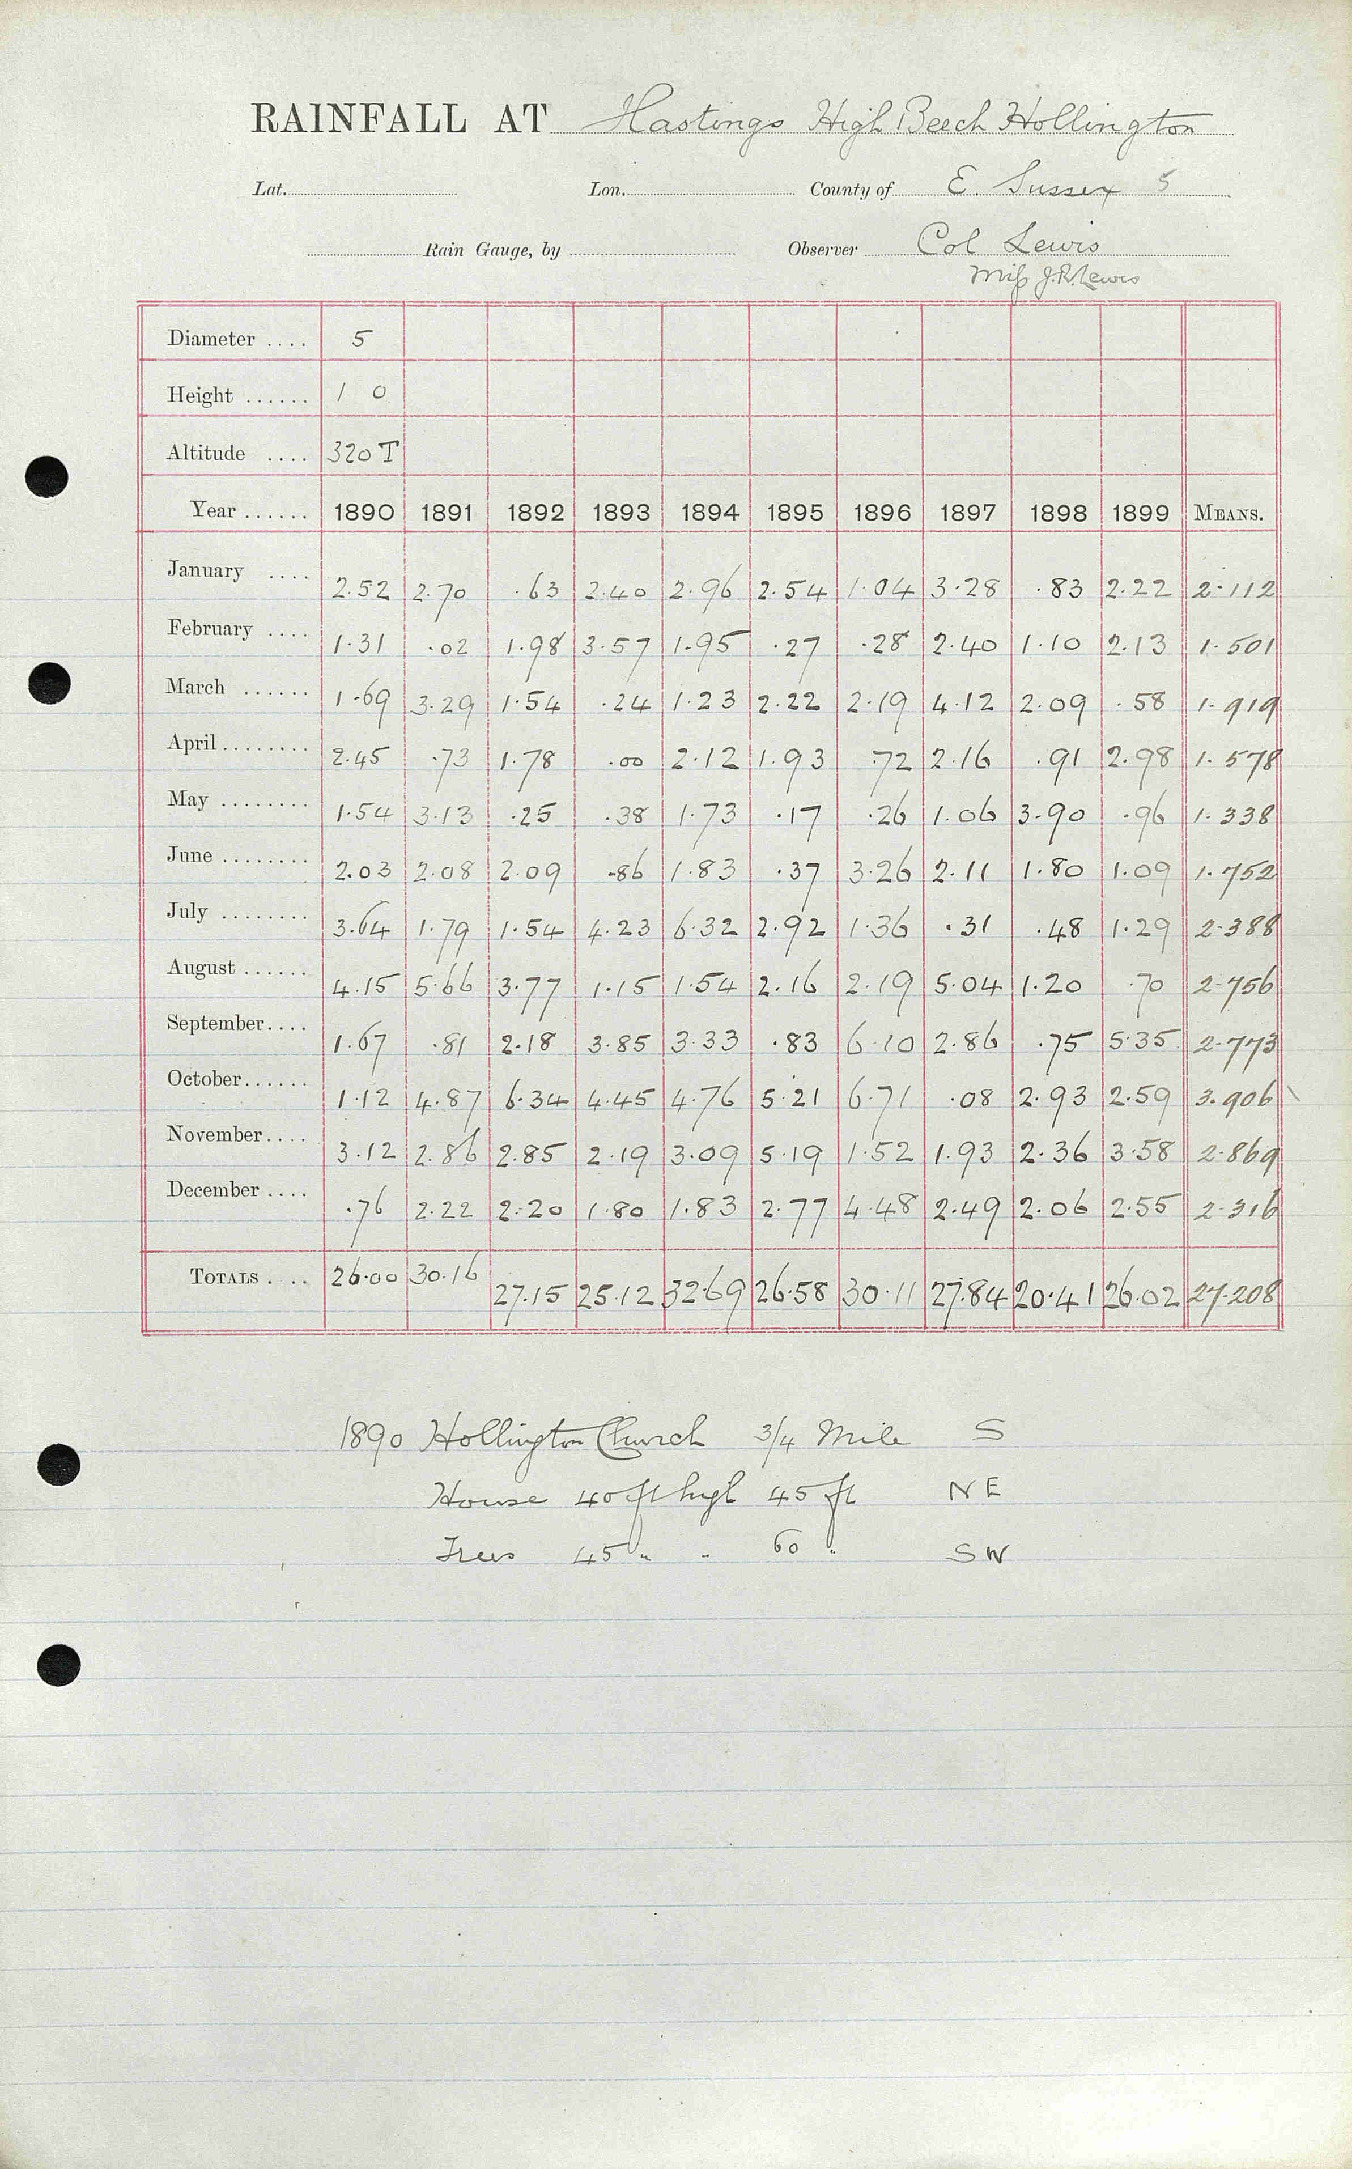 RAINFALL AT Hastings High Beech Hollington
Lat. Lon. County of E. Sussex 5
Rain Gauge, by Observer Col Lewis
Miss J.R. Lewis
Diameter .... 5
Height ...... 1 0
Altitude .... 320 T
Year ...... 1890 1891 1892 1893 1894 1895 1896 1897 1898 1899 MEANS.
January .... 2.52 2.70 .63 2.40 2.96 2.54 1.04 3.28 .83 2.22 2.112
February .... 1.31 .02 1.98 3.57 1.95 .27 .28 2.40 1.10 2.13 1.501
March ...... 1.69 3.29 1.54 .24 1.23 2.22 2.19 4.12 2.09 .58 1.919
April........ 2.45 .73 1.78 .00 2.12 1.93 .72 2.16 .91 2.98 1.578
May ........ 1.54 3.13 .25 .38 1.73 .17 .26 1.06 3.90 .96 1.338
June ........ 2.03 2.08 2.09 .86 1.83 .37 3.26 2.11 1.80 1.09 1.752
July ........ 3.64 1.79 1.54 4.23 6.32 2.92 1.36 .31 .48 1.29 2.388
August ...... 4.15 5.66 3.77 1.15 1.54 2.16 2.19 5.04 1.20 .70 2.756
September.... 1.67 .81 2.18 3.85 3.33 .83 6.10 2.86 .75 5.35 2.773
October...... 1.12 4.87 6.34 4.45 4.76 5.21 6.71 .08 2.93 2.59 3.906
November.... 3.12 2.86 2.85 2.19 3.09 5.19 1.52 1.93 2.36 3.58 2.869
December .... .76 2.22 2.20 1.80 1.83 2.77 4.48 2.49 2.06 2.55 2.316
TOTALS .... 26.00 30.16 27.15 25.12 32.69 26.58 30.11 27.84 20.41 26.02 27.208
1890 Hollington Church 3/4 Mile S
House 40 ft high 45 ft NE
Trees 45 " " 60 " SW